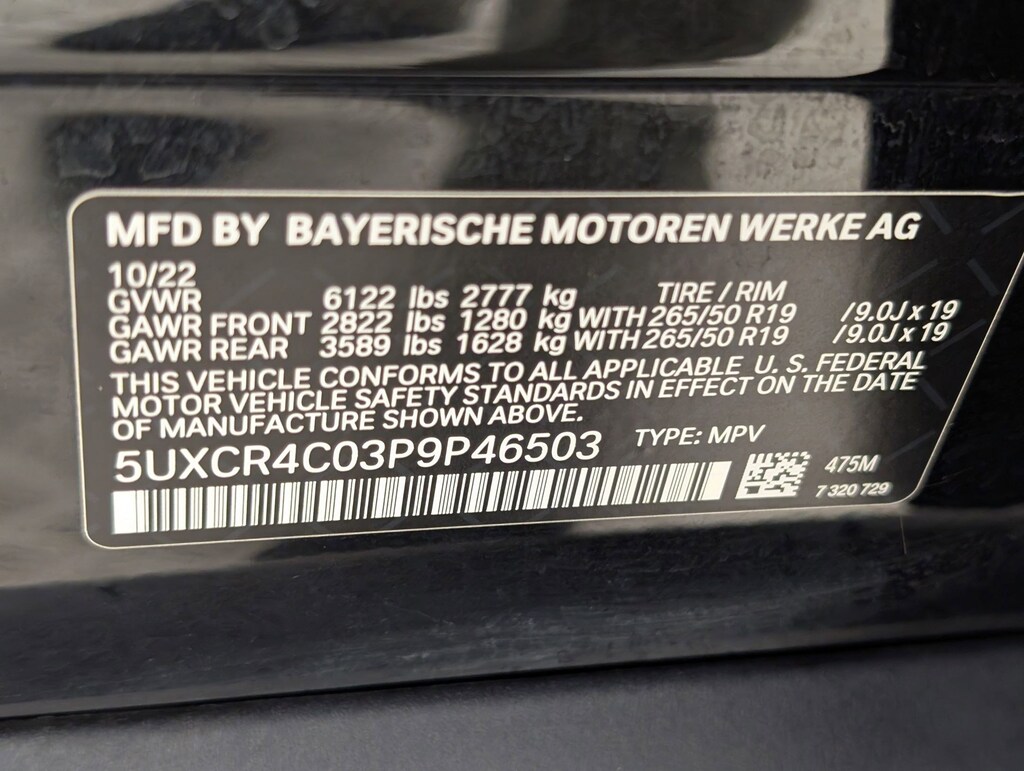 MFD BY BAYERISCHE MOTOREN WERKE AG
10/22
GVWR 6122 lbs 2777 kg TIRE / RIM
GAWR FRONT 2822 lbs 1280 kg WITH 265/50 R19 /9.0J x 19
GAWR REAR 3589 lbs 1628 kg WITH 265/50 R19 /9.0J x 19
THIS VEHICLE CONFORMS TO ALL APPLICABLE U. S. FEDERAL
MOTOR VEHICLE SAFETY STANDARDS IN EFFECT ON THE DATE
OF MANUFACTURE SHOWN ABOVE.
5UXCR4C03P9P46503 TYPE: MPV
475M
7 320 729